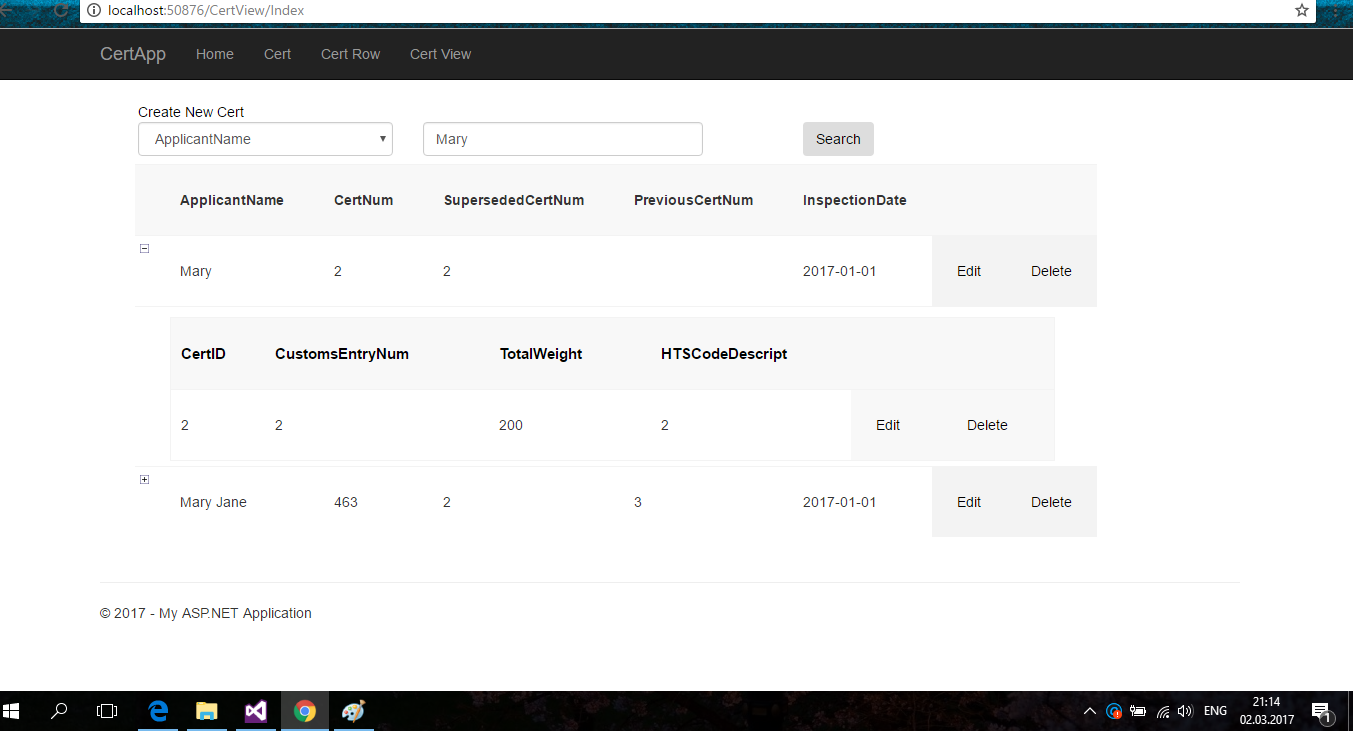 localhost:50876/CertView/Index
CertApp Home Cert Cert Row Cert View
Create New Cert
ApplicantName Mary Search
ApplicantName CertNum SupersededCertNum PreviousCertNum InspectionDate
Mary 2 2 2017-01-01 Edit Delete
CertID CustomsEntryNum TotalWeight HTSCodeDescript
2 2 200 2 Edit Delete
Mary Jane 463 2 3 2017-01-01 Edit Delete
© 2017 - My ASP.NET Application
ENG 21:14
02.03.2017 1